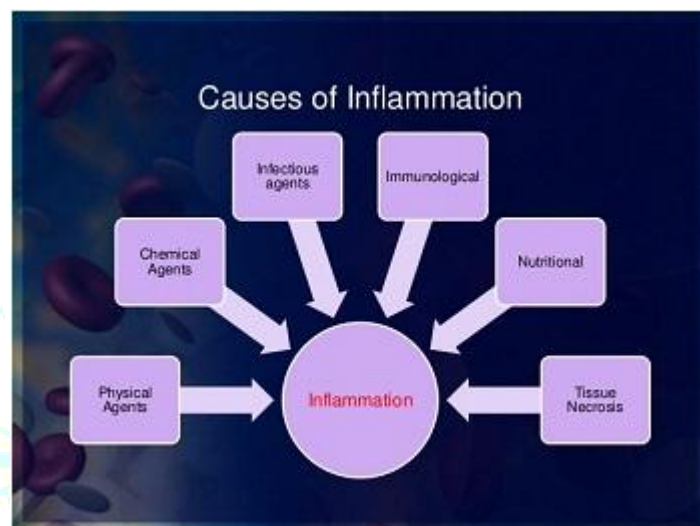 Causes of Inflammation
Infectious
agents
Immunological
Chemical
Agents
Nutritional
Physical
Agents
Inflammation
Tissue
Necrosis